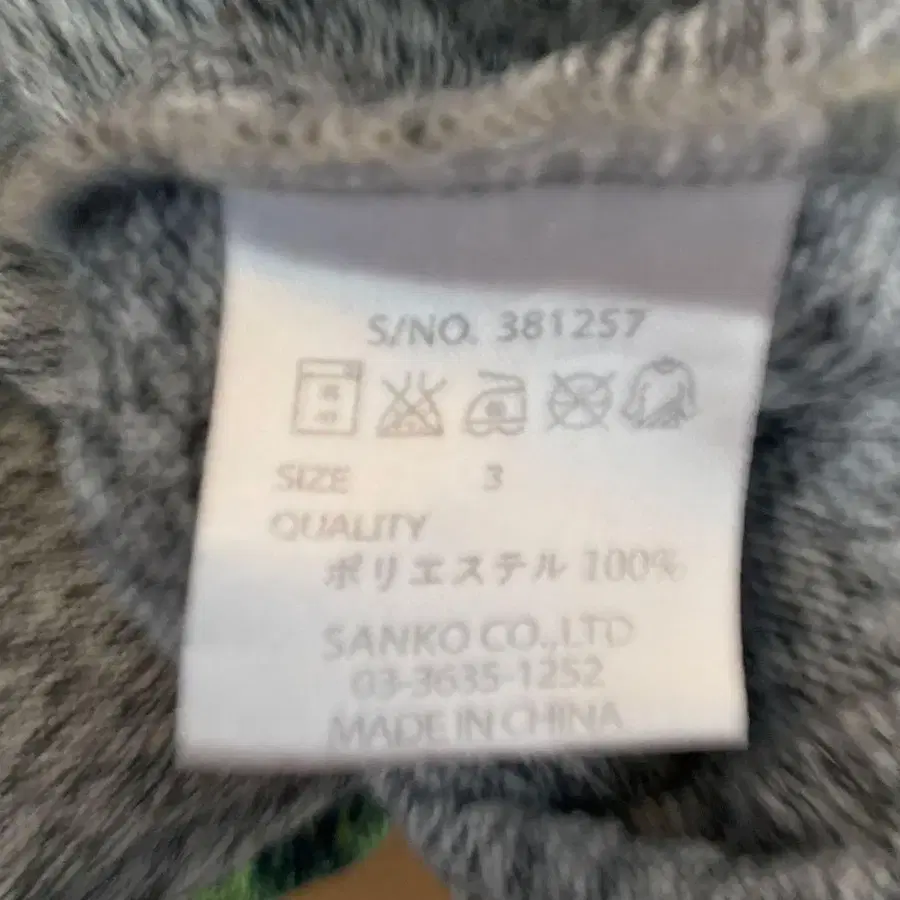 S/NO. 381257
SIZE 3
QUALITY
ポリエステル 100%
SANKO CO.,LTD
03-3635-1252
MADE IN CHINA